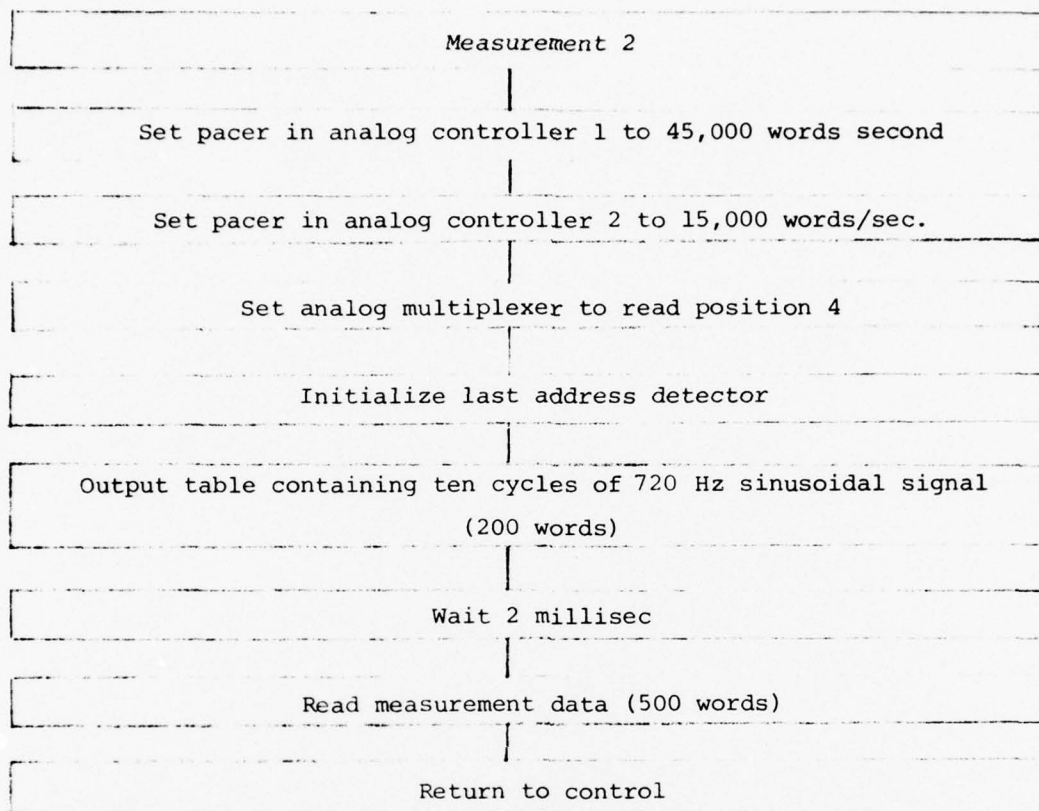 Measurement 2
Set pacer in analog controller 1 to 45,000 words second
Set pacer in analog controller 2 to 15,000 words/sec.
Set analog multiplexer to read position 4
Initialize last address detector
Output table containing ten cycles of 720 Hz sinusoidal signal
(200 words)
Wait 2 millisec
Read measurement data (500 words)
Return to control